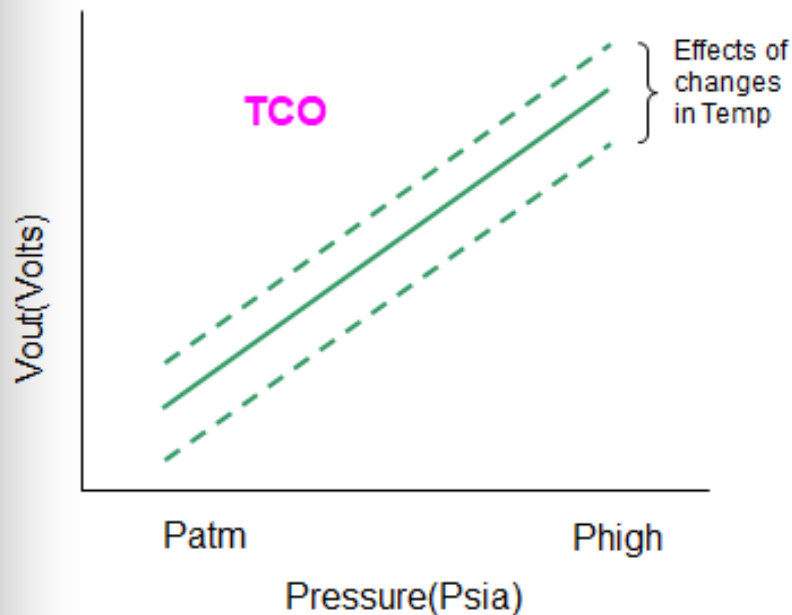 TCO
Effects of
changes
in Temp
Vout(Volts)
Patm
Phigh
Pressure(Psia)